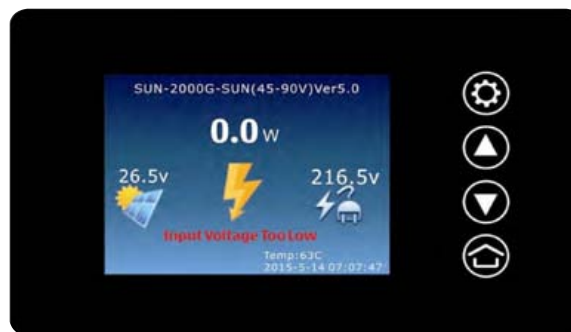 SUN-2000G-SUN(45-90V)Ver5.0
0.0 W
26.5v
216.5v
Input Voltage Too Low
Temp:63C
2015-5-14 07:07:47